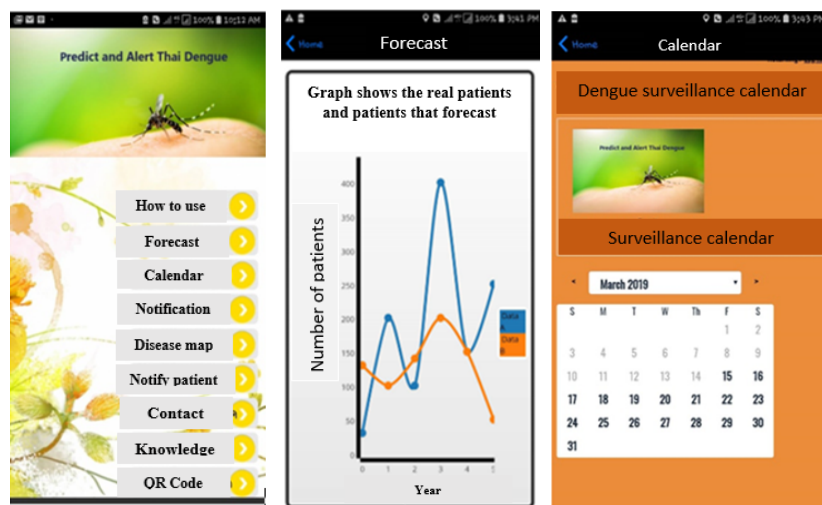 100% 10:12 AM
Predict and Alert Thai Dengue
How to use
Forecast
Calendar
Notification
Disease map
Notify patient
Contact
Knowledge
QR Code
100% 3:41 PM
Home
Forecast
Graph shows the real patients
and patients that forecast
Number of patients
400
350
300
250
200
150
100
50
0
0 1 2 3 4
Data
Data
Year
100% 3:43 PM
Home
Calendar
Dengue surveillance calendar
Predict and Alert Thai Dengue
Surveillance calendar
< March 2019 >
S M T W Th F S
1 2
3 4 5 6 7 8 9
10 11 12 13 14 15 16
17 18 19 20 21 22 23
24 25 26 27 28 29 30
31